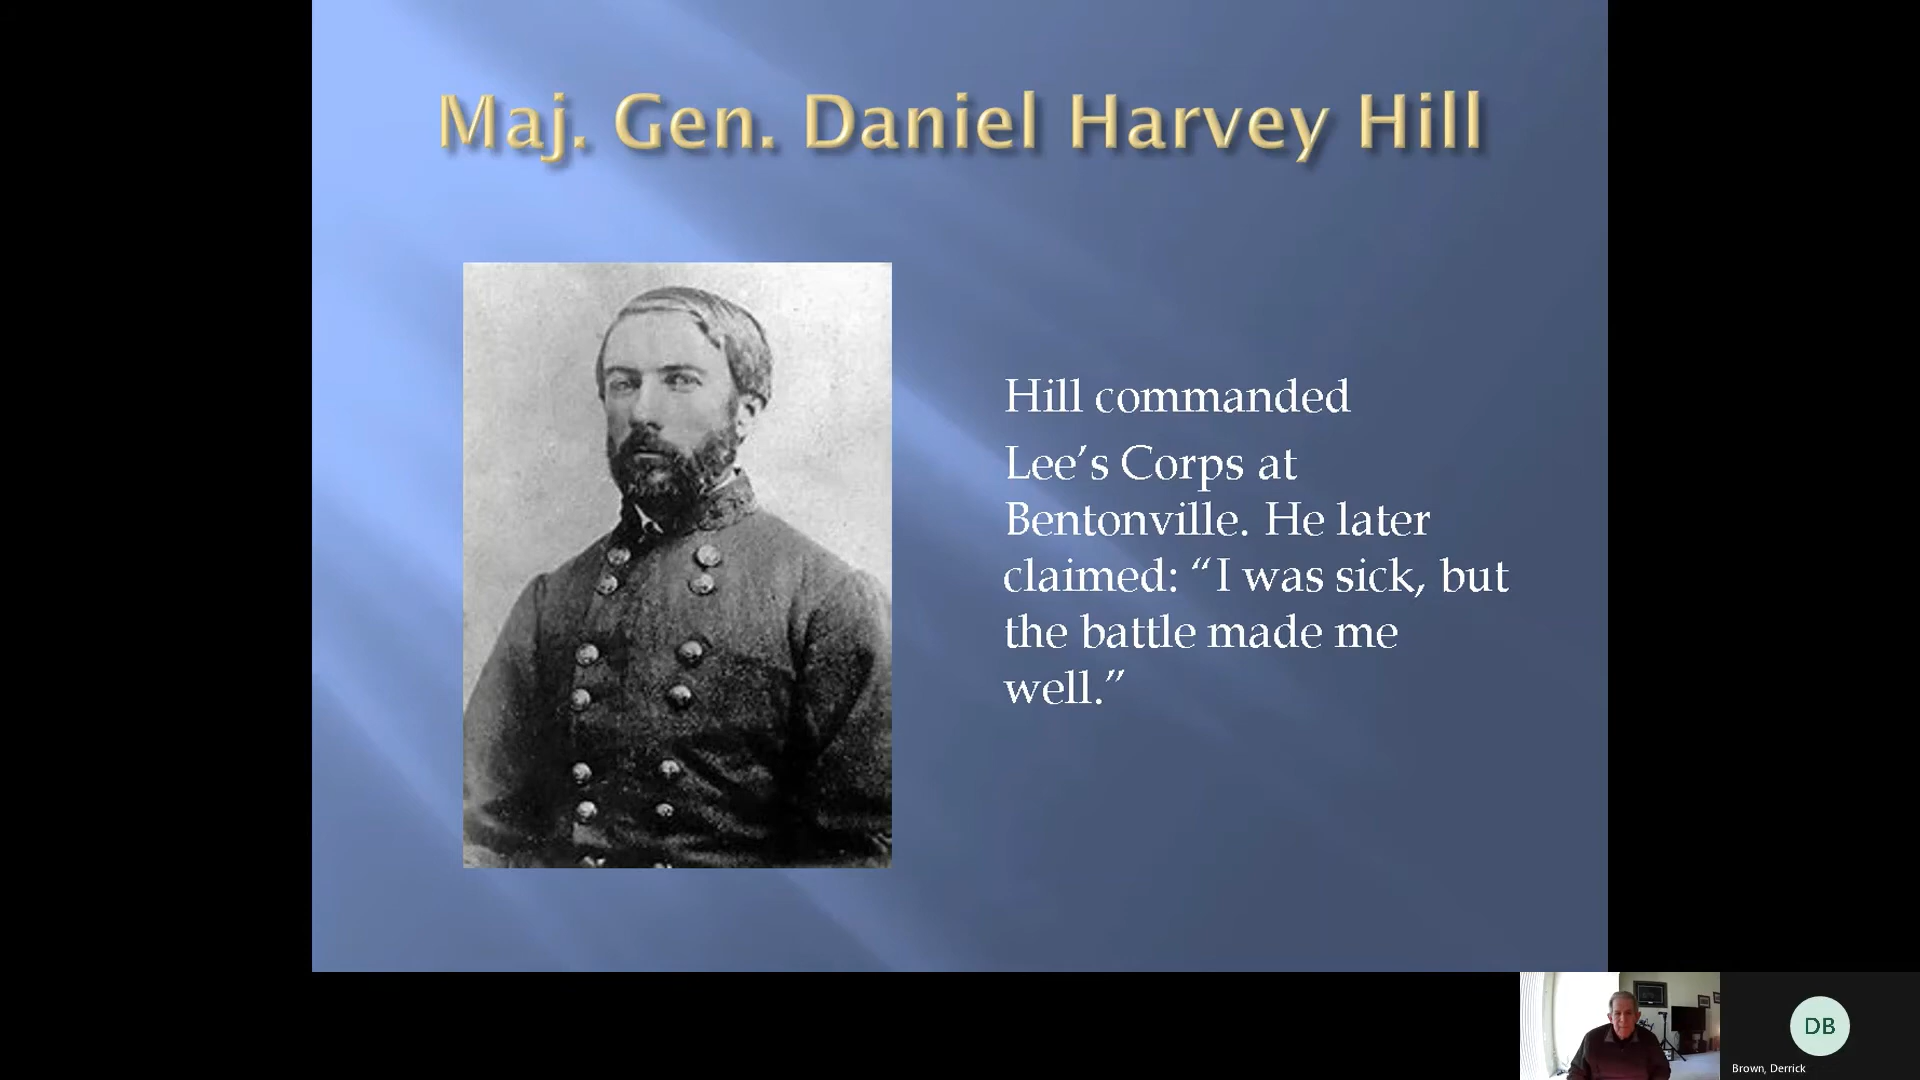 Maj. Gen. Daniel Harvey Hill
Hill commanded
Lee’s Corps at
Bentonville. He later
claimed: “I was sick, but
the battle made me
well.”
DB
Brown, Derrick